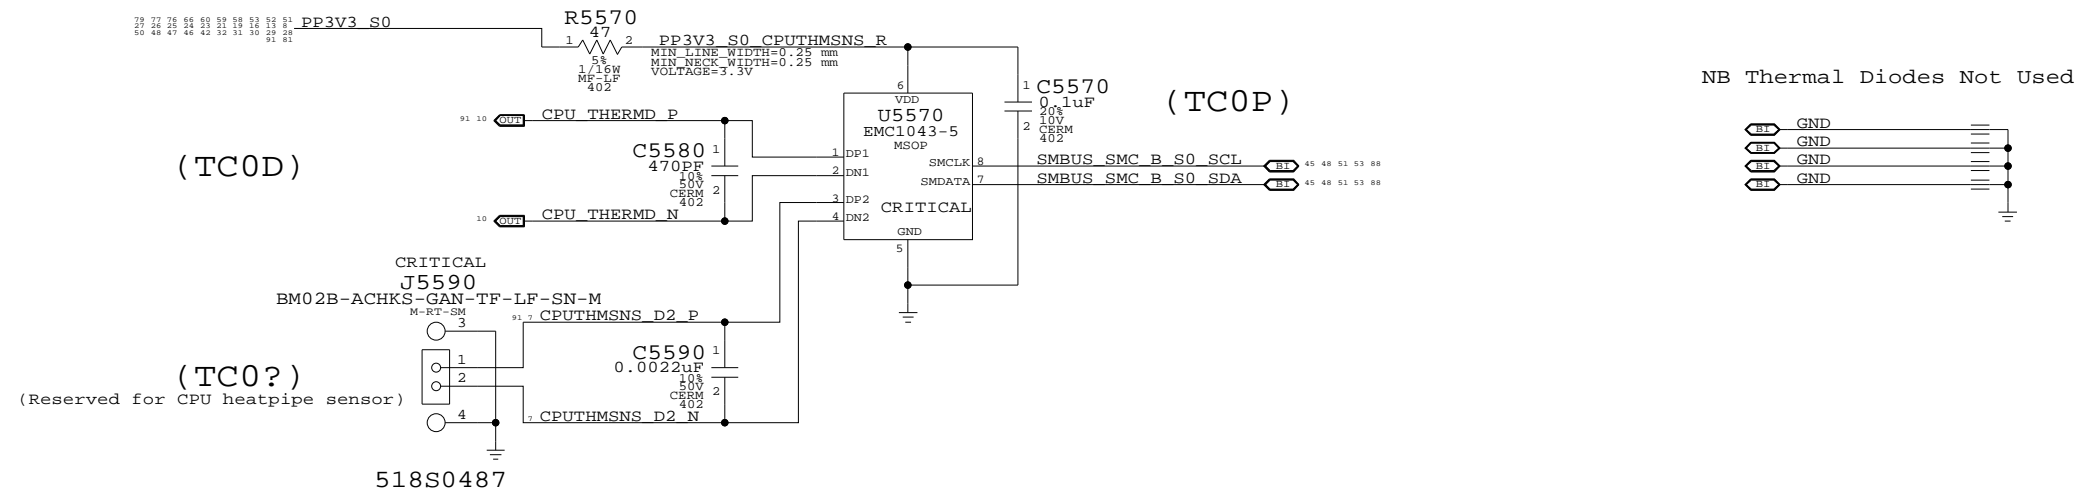 79 77 76 66 60 59 58 53 52 51
27 26 25 24 23 21 19 16 13 8
50 48 47 46 42 32 31 30 29 28
91 81
PP3V3_S0
R5570
47
1 2
5%
1/16W
MF-LF
402
PP3V3_S0_CPUTHMSNS_R
MIN_LINE_WIDTH=0.25 mm
MIN_NECK_WIDTH=0.25 mm
VOLTAGE=3.3V
NB Thermal Diodes Not Used
1 C5570
0.1uF
20%
10V
2 CERM
402
(TC0P)
6
VDD
U5570
EMC1043-5
MSOP
91 10 OUT CPU_THERMD_P
(TC0D)
C5580 1
470PF
10%
50V
CERM 2
402
10 OUT CPU_THERMD_N
1 DP1
2 DN1
3 DP2
4 DN2
SMCLK 8
SMDATA 7
CRITICAL
GND
5
SMBUS_SMC_B_S0_SCL BI 45 48 51 53 88
SMBUS_SMC_B_S0_SDA BI 45 48 51 53 88
BI GND
BI GND
BI GND
BI GND
CRITICAL
J5590
BM02B-ACHKS-GAN-TF-LF-SN-M
M-RT-SM
3
1
2
4
91 7 CPUTHMSNS_D2_P
C5590 1
0.0022uF
10%
50V
CERM 2
402
7 CPUTHMSNS_D2_N
(TC0?)
(Reserved for CPU heatpipe sensor)
518S0487